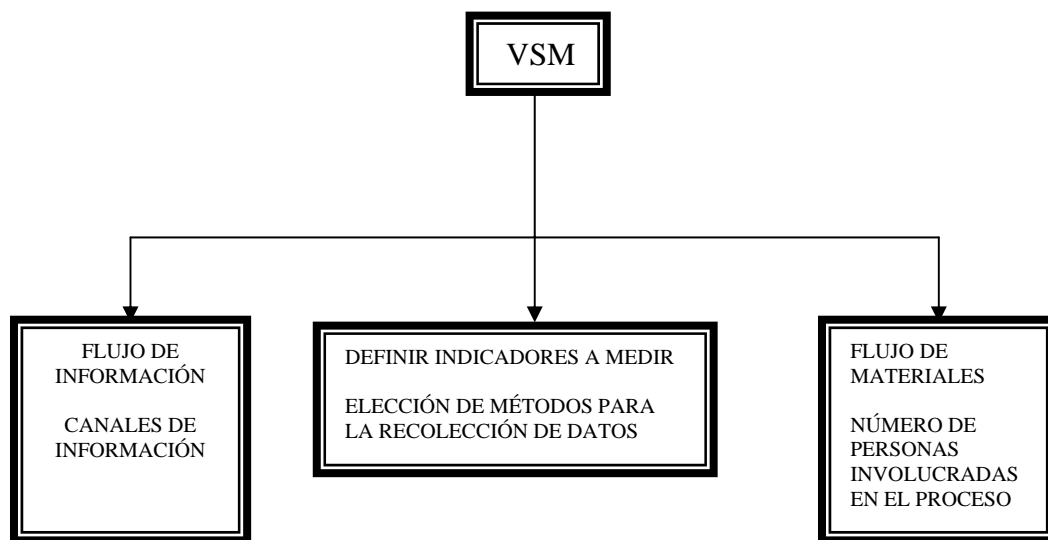 VSM
FLUJO DE
INFORMACIÓN
CANALES DE
INFORMACIÓN
DEFINIR INDICADORES A MEDIR
ELECCIÓN DE MÉTODOS PARA
LA RECOLECCIÓN DE DATOS
FLUJO DE
MATERIALES
NÚMERO DE
PERSONAS
INVOLUCRADAS
EN EL PROCESO